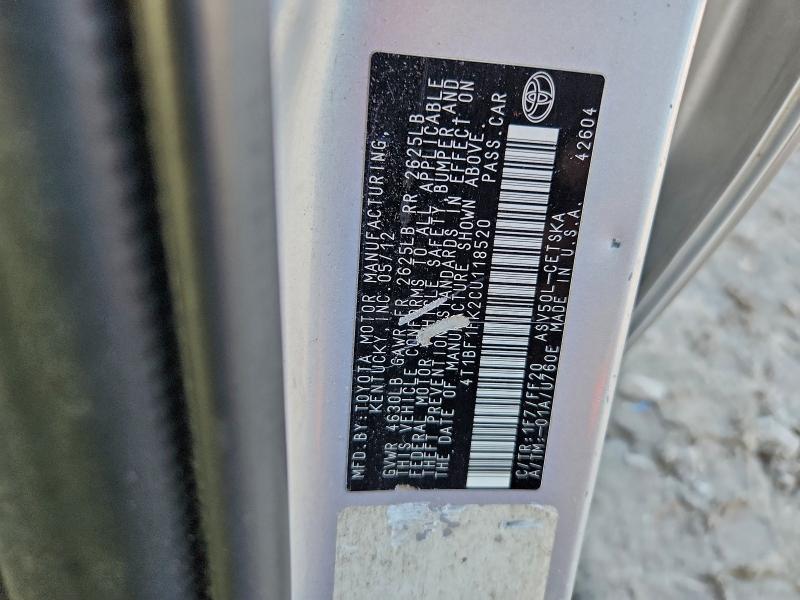 MFD.BY:TOYOTA MOTOR MANUFACTURING,
KENTUCKY, INC. 05/12
GVWR 4630LB GAWR FR 2625LB RR 2625LB
THIS VEHICLE CONFORMS TO ALL APPLICABLE
FEDERAL MOTOR VEHICLE SAFETY, BUMPER, AND
THEFT PREVENTION STANDARDS IN EFFECT ON
THE DATE OF MANUFACTURE SHOWN ABOVE.
PASS.CAR
C/TR:1F7/FF20 ASV50L-CETSKA
A/TM:-01A/U760E MADE IN U.S.A.
42604